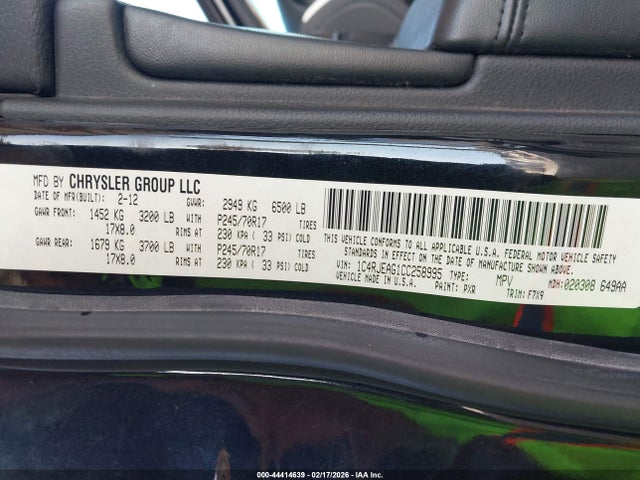 MFD BY CHRYSLER GROUP LLC
DATE OF MFR(BUILT): 2-12 GVWR: 2949 KG 6500 LB
GAWR FRONT: 1452 KG 3200 LB WITH P245/70R17 TIRES
17X8.0 RIMS AT 230 KPA ( 33 PSI) COLD
GAWR REAR: 1679 KG 3700 LB WITH P245/70R17 TIRES
17X8.0 RIMS AT 230 KPA ( 33 PSI) COLD
THIS VEHICLE CONFORMS TO ALL APPLICABLE U.S.A. FEDERAL MOTOR VEHICLE SAFETY
AND THEFT PREVENTION STANDARDS IN EFFECT ON THE DATE OF MANUFACTURE SHOWN ABOVE.
VIN: 1C4RJEAG1CC258995 TYPE: MPV MDH: 020308 649AA
VEHICLE MADE IN U.S.A. PAINT: PXR TRIM: F7X9
000-44414639 - 02/17/2026 - IAA Inc.